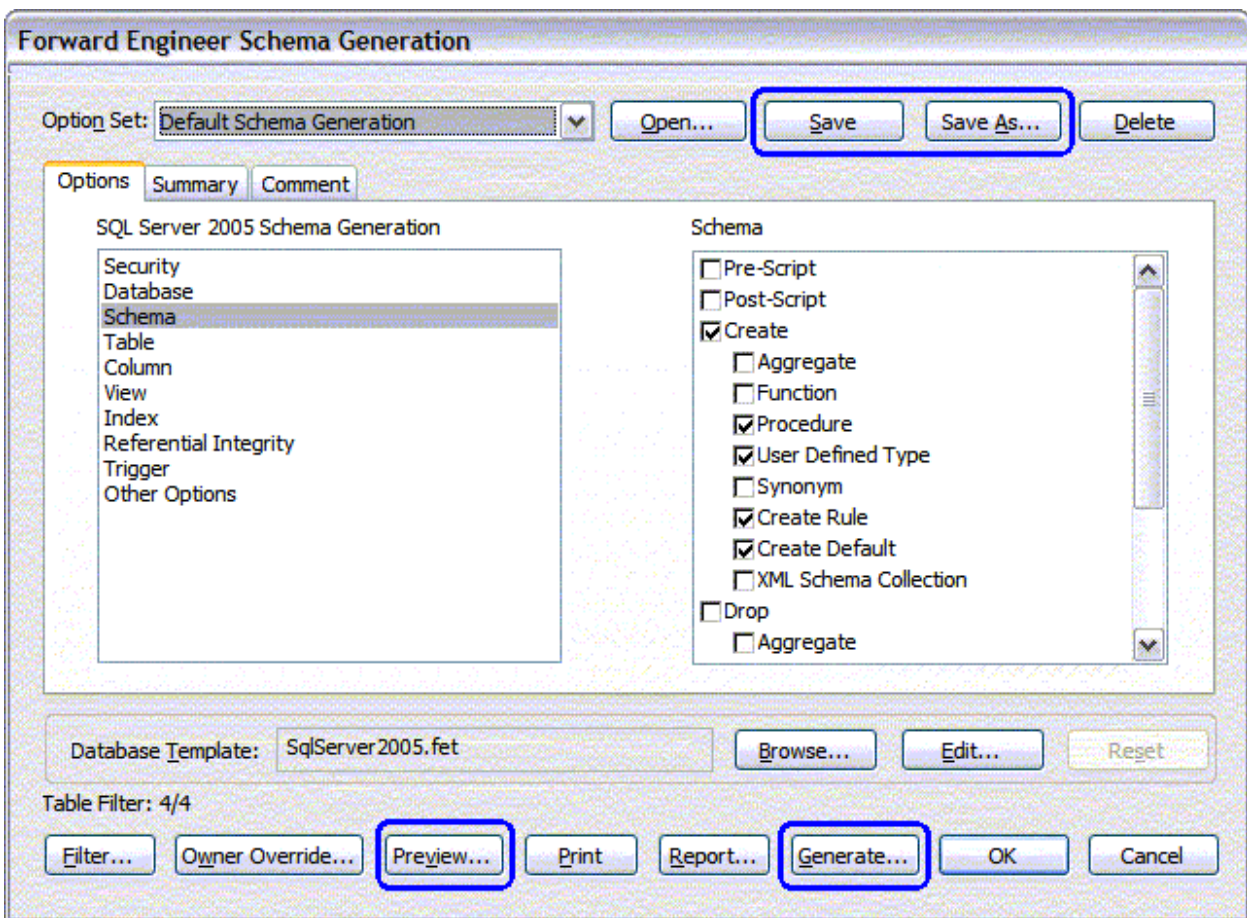 Forward Engineer Schema Generation
Option Set: Default Schema Generation Open... Save Save As... Delete
Options Summary Comment
SQL Server 2005 Schema Generation Schema
Security
Database
Schema
Table
Column
View
Index
Referential Integrity
Trigger
Other Options
Pre-Script
Post-Script
Create
Aggregate
Function
Procedure
User Defined Type
Synonym
Create Rule
Create Default
XML Schema Collection
Drop
Aggregate
Database Template: SqlServer2005.fet Browse... Edit... Reset
Table Filter: 4/4
Filter... Owner Override... Preview... Print Report... Generate... OK Cancel